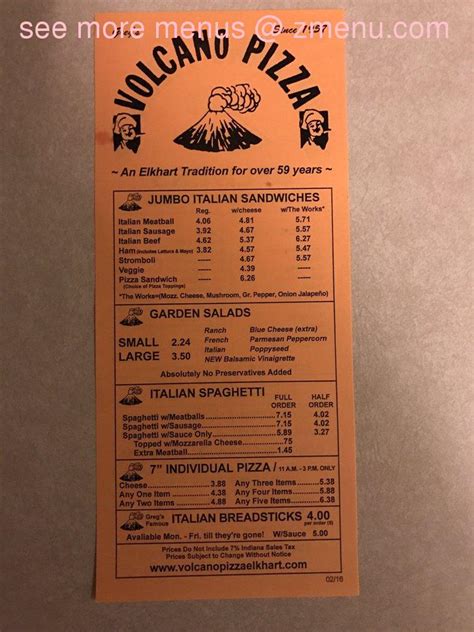 see more menus @ zmenu.com
Greg's Since 1957
VOLCANO PIZZA
~ An Elkhart Tradition for over 59 years ~
JUMBO ITALIAN SANDWICHES
Reg. w/cheese w/The Works*
Italian Meatball 4.06 4.81 5.71
Italian Sausage 3.92 4.67 5.57
Italian Beef 4.62 5.37 6.27
Ham (Includes Lettuce & Mayo) 3.82 4.57 5.47
Stromboli ----- 4.67 5.57
Veggie ----- 4.39
Pizza Sandwich ----- 6.26
(Choice of Pizza Toppings)
*The Works=(Mozz. Cheese, Mushroom, Gr. Pepper, Onion Jalapeño)
GARDEN SALADS
SMALL 2.24
LARGE 3.50
Ranch Blue Cheese (extra)
French Parmesan Peppercorn
Italian Poppyseed
NEW Balsamic Vinaigrette
Absolutely No Preservatives Added
ITALIAN SPAGHETTI FULL ORDER HALF ORDER
Spaghetti w/Meatballs 7.15 4.02
Spaghetti w/Sausage 7.15 4.02
Spaghetti w/Sauce Only 5.89 3.27
Topped w/Mozzarella Cheese .75
Extra Meatball 1.45
7" INDIVIDUAL PIZZA / 11 A.M. - 3 P.M. ONLY
Cheese 3.88 Any Three Items 5.38
Any One Item 4.38 Any Four Items 5.88
Any Two Items 4.88 Any Five Items 6.38
Greg's Famous ITALIAN BREADSTICKS 4.00 per order (6)
Available Mon. - Fri, till they're gone! W/Sauce 5.00
Prices Do Not Include 7% Indiana Sales Tax
Prices Subject to Change Without Notice
www.volcanopizzaelkhart.com
02/16